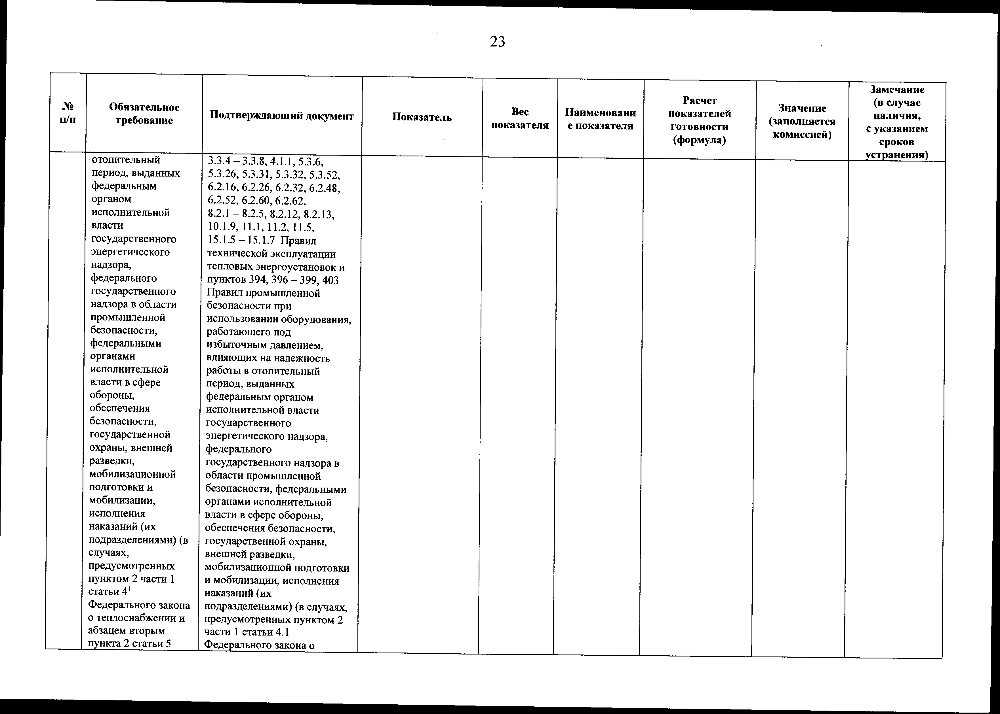 23
№
п/п
Обязательное
требование
Подтверждающий документ
Показатель
Вес
показателя
Наименовани
е показателя
Расчет
показателей
готовности
(формула)
Значение
(заполняется
комиссией)
Замечание
(в случае
наличия,
с указанием
сроков
устранения)
отопительный
период, выданных
федеральным
органом
исполнительной
власти
государственного
энергетического
надзора,
федерального
государственного
надзора в области
промышленной
безопасности,
федеральными
органами
исполнительной
власти в сфере
обороны,
обеспечения
безопасности,
государственной
охраны, внешней
разведки,
мобилизационной
подготовки и
мобилизации,
исполнения
наказаний (их
подразделениями) (в
случаях,
предусмотренных
пунктом 2 части 1
статьи 4¹
Федерального закона
о теплоснабжении и
абзацем вторым
пункта 2 статьи 5
3.3.4 – 3.3.8, 4.1.1, 5.3.6,
5.3.26, 5.3.31, 5.3.32, 5.3.52,
6.2.16, 6.2.26, 6.2.32, 6.2.48,
6.2.52, 6.2.60, 6.2.62,
8.2.1 – 8.2.5, 8.2.12, 8.2.13,
10.1.9, 11.1, 11.2, 11.5,
15.1.5 – 15.1.7 Правил
технической эксплуатации
тепловых энергоустановок и
пунктов 394, 396 – 399, 403
Правил промышленной
безопасности при
использовании оборудования,
работающего под
избыточным давлением,
влияющих на надежность
работы в отопительный
период, выданных
федеральным органом
исполнительной власти
государственного
энергетического надзора,
федерального
государственного надзора в
области промышленной
безопасности, федеральными
органами исполнительной
власти в сфере обороны,
обеспечения безопасности,
государственной охраны,
внешней разведки,
мобилизационной подготовки
и мобилизации, исполнения
наказаний (их
подразделениями) (в случаях,
предусмотренных пунктом 2
части 1 статьи 4.1
Федерального закона о